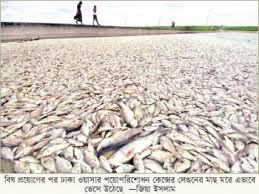 বিষ প্রয়োগের পর ঢাকা ওয়াসার পয়োপরিশোধন কেন্দ্রের লেগুনের মাছ মরে এভাবে
ভেসে উঠেছে —জিয়া ইসলাম